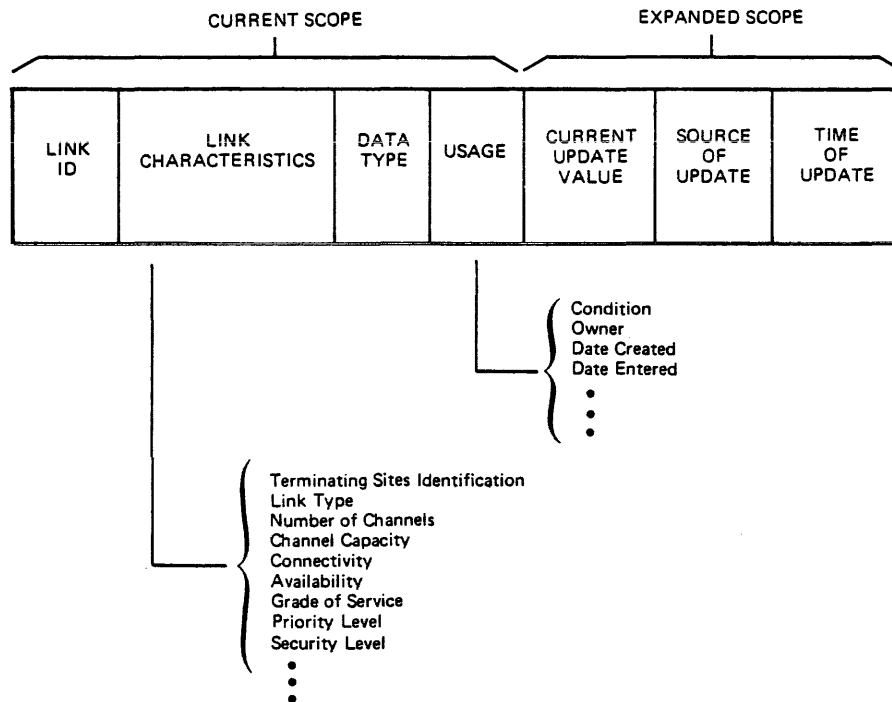 CURRENT SCOPE
EXPANDED SCOPE
LINK
ID
LINK
CHARACTERISTICS
DATA
TYPE
USAGE
CURRENT
UPDATE
VALUE
SOURCE
OF
UPDATE
TIME
OF
UPDATE
Condition
Owner
Date Created
Date Entered
Terminating Sites Identification
Link Type
Number of Channels
Channel Capacity
Connectivity
Availability
Grade of Service
Priority Level
Security Level